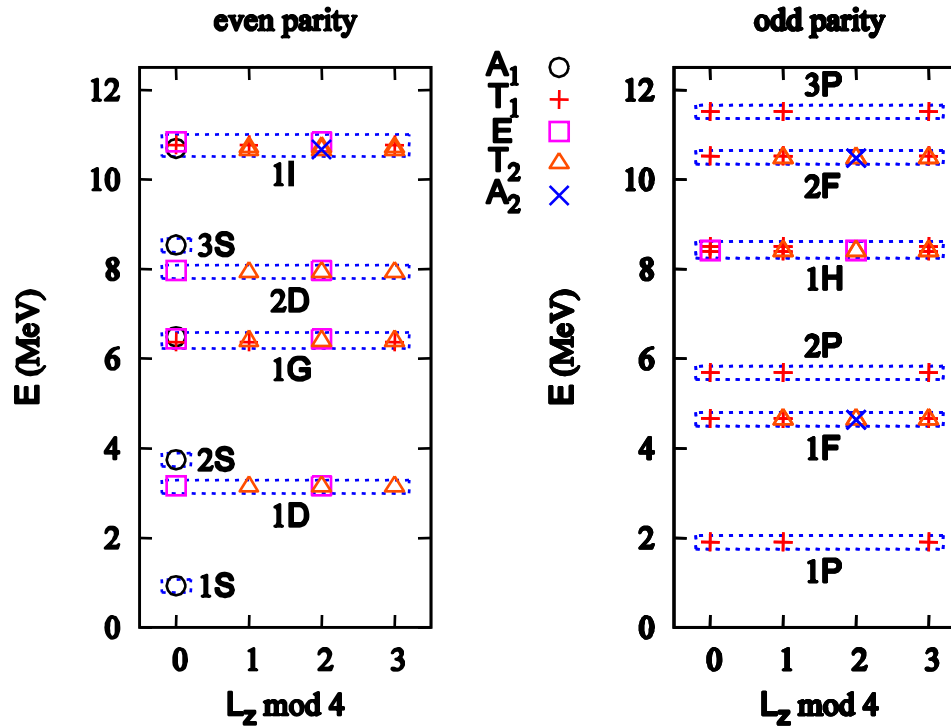 even parity
odd parity
A1
T1
E
T2
A2
12
10
8
6
4
2
0
E (MeV)
1I
3S
2D
1G
2S
1D
1S
0 1 2 3
Lz mod 4
12
10
8
6
4
2
0
E (MeV)
3P
2F
1H
2P
1F
1P
0 1 2 3
Lz mod 4